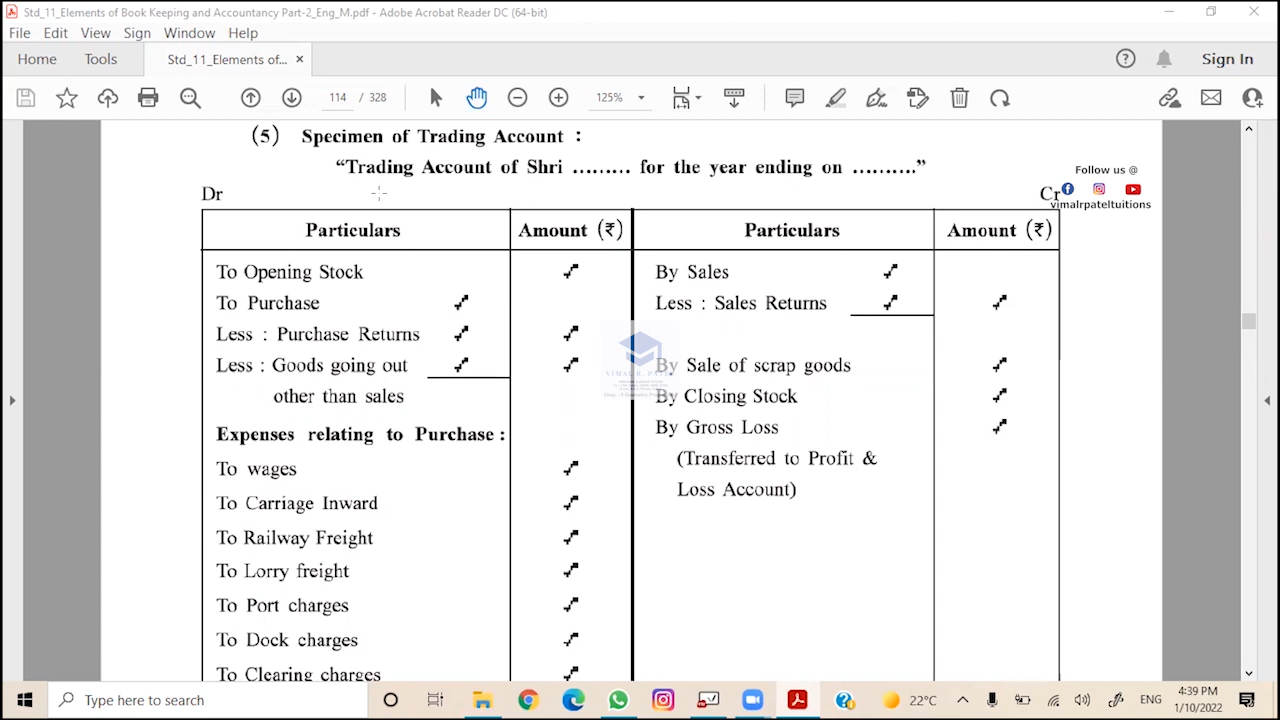 Std_11_Elements of Book Keeping and Accountancy Part-2_Eng_M.pdf - Adobe Acrobat Reader DC (64-bit)
File Edit View Sign Window Help
Home Tools Std_11_Elements of... × Sign In
114 / 328 125%
(5) Specimen of Trading Account :
“Trading Account of Shri ......... for the year ending on ..........”
Follow us @
vimalrpateltuitions
Dr Cr
Particulars Amount (₹) Particulars Amount (₹)
To Opening Stock By Sales
To Purchase Less : Sales Returns
Less : Purchase Returns
Less : Goods going out By Sale of scrap goods
other than sales By Closing Stock
Expenses relating to Purchase : By Gross Loss
(Transferred to Profit &
To wages
Loss Account)
To Carriage Inward
To Railway Freight
To Lorry freight
To Port charges
To Dock charges
To Clearing charges
VIMAL R. PATEL
Type here to search
22°C ENG 4:39 PM
1/10/2022